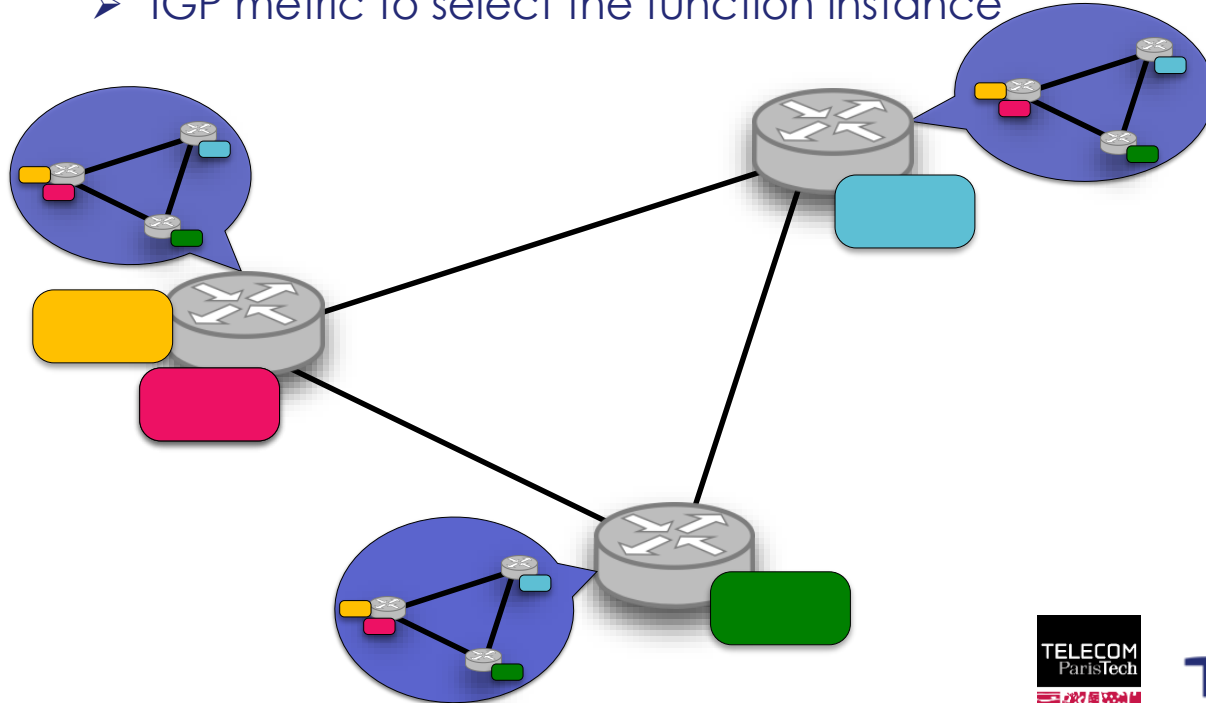 ➢ IGP metric to select the function instance
TELECOM
ParisTech